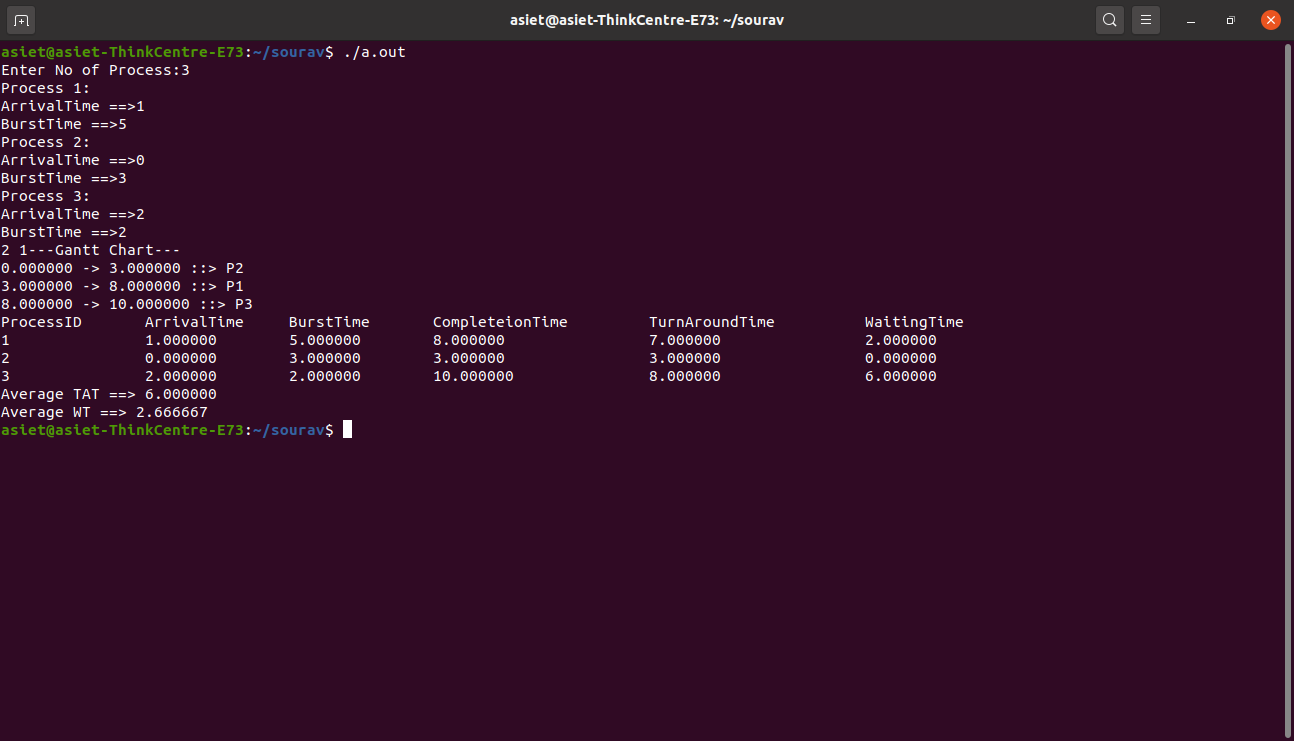 asiet@asiet-ThinkCentre-E73: ~/sourav
asiet@asiet-ThinkCentre-E73:~/sourav$ ./a.out
Enter No of Process:3
Process 1:
ArrivalTime ==>1
BurstTime ==>5
Process 2:
ArrivalTime ==>0
BurstTime ==>3
Process 3:
ArrivalTime ==>2
BurstTime ==>2
2 1---Gantt Chart---
0.000000 -> 3.000000 ::> P2
3.000000 -> 8.000000 ::> P1
8.000000 -> 10.000000 ::> P3
ProcessID       ArrivalTime     BurstTime       CompleteionTime         TurnAroundTime          WaitingTime
1               1.000000        5.000000        8.000000                7.000000                2.000000
2               0.000000        3.000000        3.000000                3.000000                0.000000
3               2.000000        2.000000        10.000000               8.000000                6.000000
Average TAT ==> 6.000000
Average WT ==> 2.666667
asiet@asiet-ThinkCentre-E73:~/sourav$